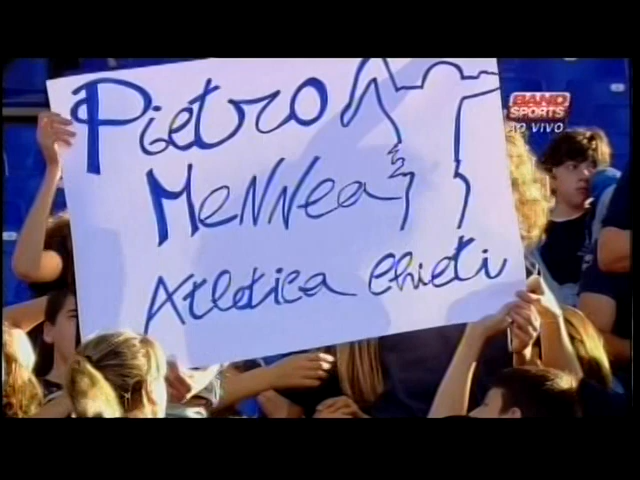 Pietro
Mennea
Atletica Chieti
BAND
SPORTS
AO VIVO